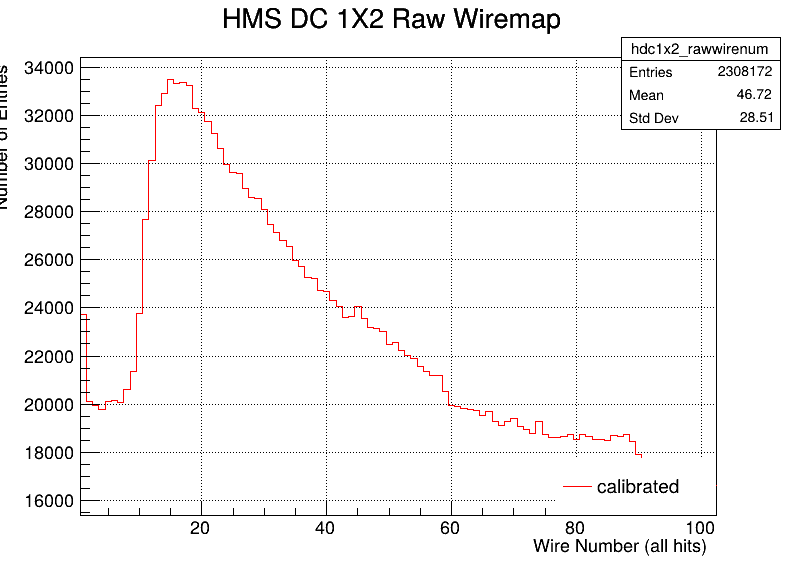 HMS DC 1X2 Raw Wiremap
hdc1x2_rawwirenum
Entries 2308172
Mean 46.72
Std Dev 28.51
Number of Entries
34000
32000
30000
28000
26000
24000
22000
20000
18000
16000
calibrated
20 40 60 80 100
Wire Number (all hits)